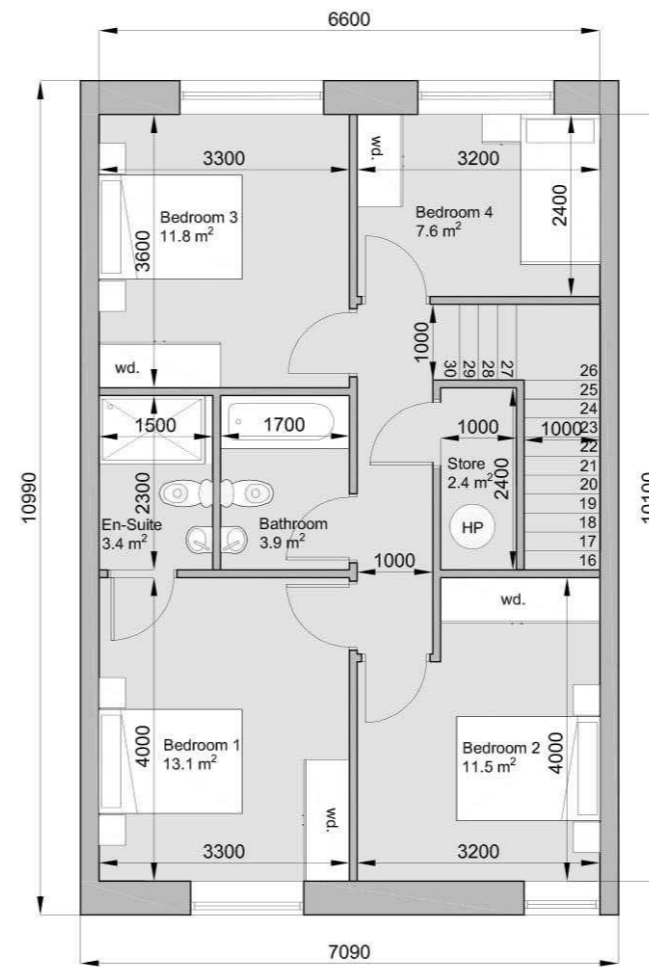 6600
3300
3200
wd.
Bedroom 3
11.8 m²
3600
Bedroom 4
7.6 m²
2400
wd.
1000
30
29
28
27
26
25
24
23
22
21
20
19
18
17
16
1500
1700
1000
1000
Store
2.4 m²
2400
2300
En-Suite
3.4 m²
Bathroom
3.9 m²
HP
10990
10100
1000
wd.
4000
Bedroom 1
13.1 m²
wd.
Bedroom 2
11.5 m²
4000
3300
3200
7090